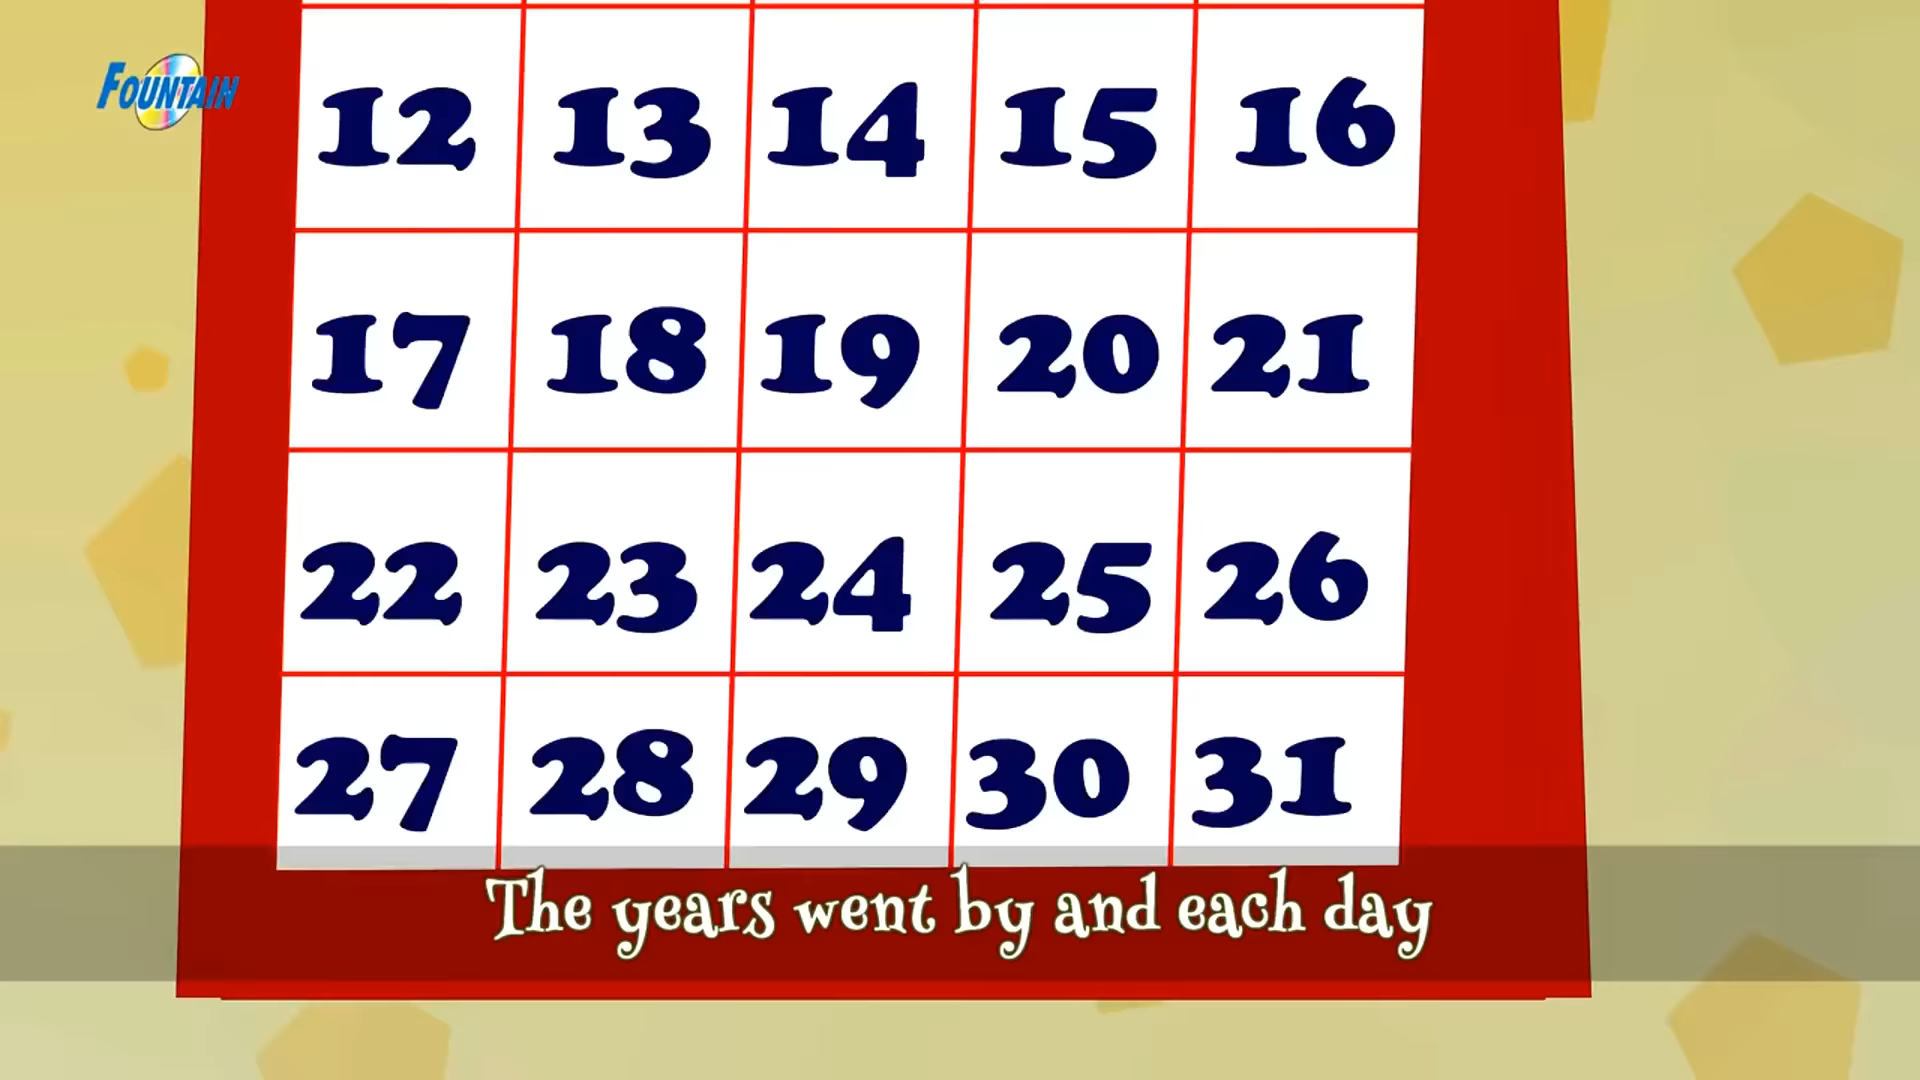 FOUNTAIN
12 13 14 15 16
17 18 19 20 21
22 23 24 25 26
27 28 29 30 31
The years went by and each day